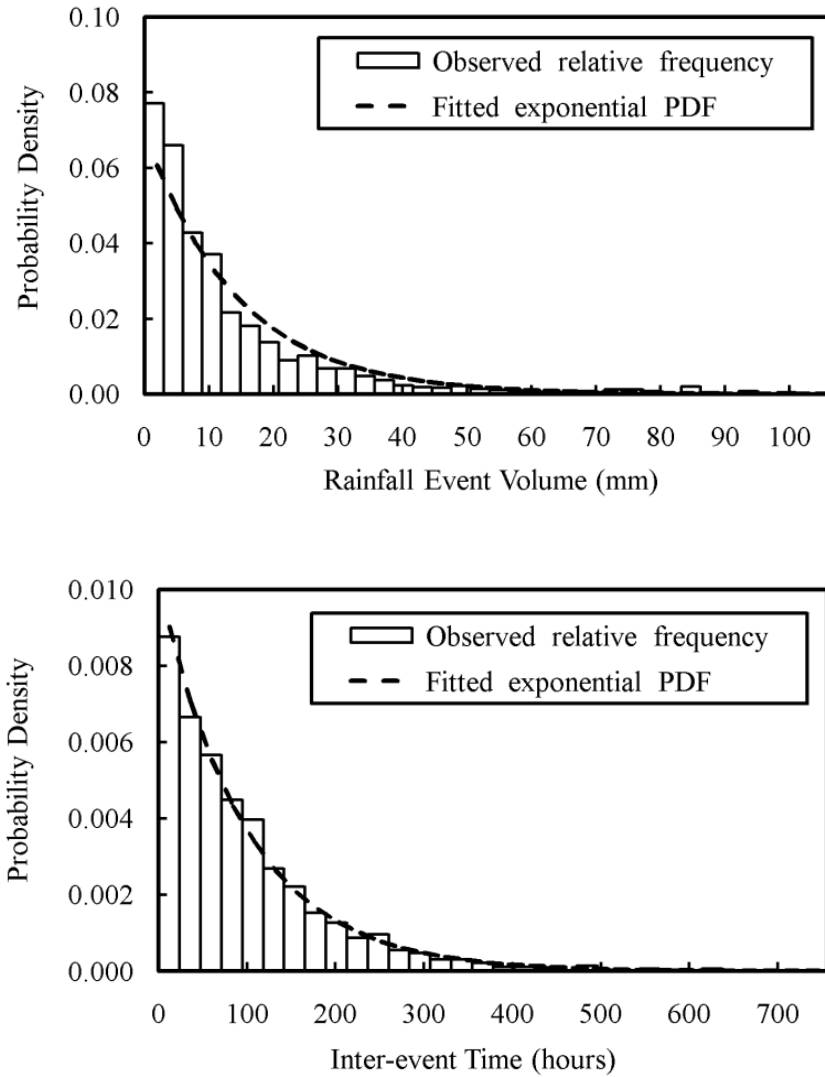 0.10
0.08
0.06
0.04
0.02
0.00
Probability Density
Observed relative frequency
Fitted exponential PDF
0 10 20 30 40 50 60 70 80 90 100
Rainfall Event Volume (mm)
0.010
0.008
0.006
0.004
0.002
0.000
Probability Density
Observed relative frequency
Fitted exponential PDF
0 100 200 300 400 500 600 700
Inter-event Time (hours)